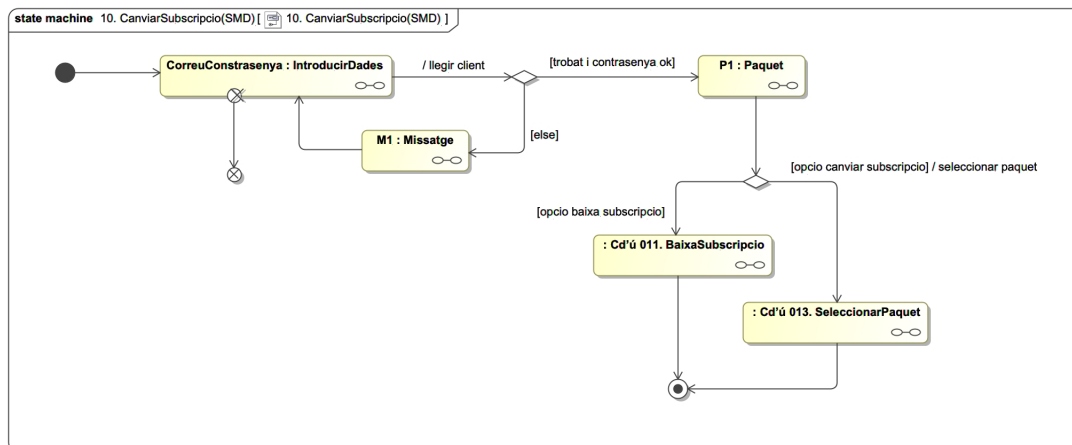 state machine 10. CanviarSubscripcio(SMD) [ 10. CanviarSubscripcio(SMD) ]
CorreuConstrasenya : IntroducirDades
/ llegir client
[trobat i contrasenya ok]
P1 : Paquet
M1 : Missatge
[else]
[opcio canviar subscripcio] / seleccionar paquet
[opcio baixa subscripcio]
: Cd'ú 011. BaixaSubscripcio
: Cd'ú 013. SeleccionarPaquet